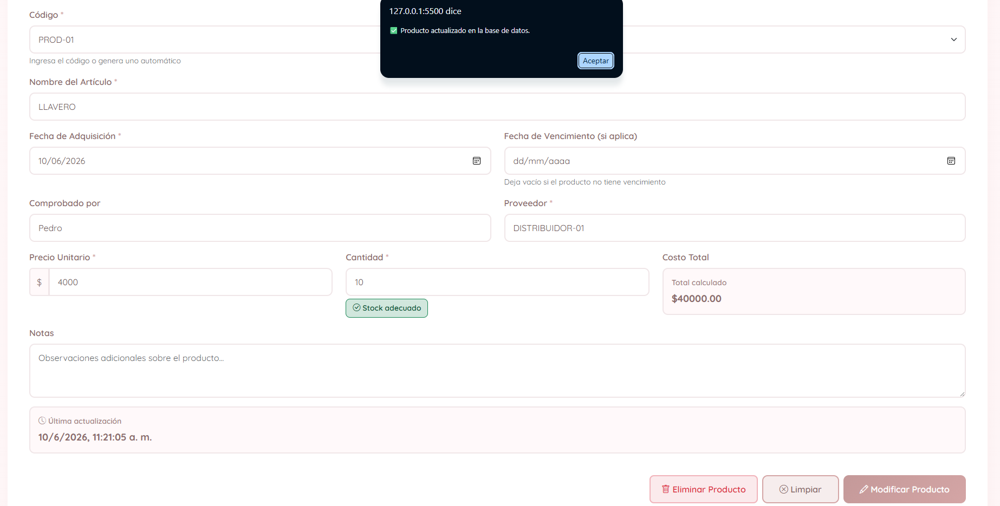 127.0.0.1:5500 dice
✅ Producto actualizado en la base de datos.
Aceptar
Código *
PROD-01
Ingresa el código o genera uno automático
Nombre del Artículo *
LLAVERO
Fecha de Adquisición *
10/06/2026
Fecha de Vencimiento (si aplica)
dd/mm/aaaa
Deja vacío si el producto no tiene vencimiento
Comprobado por
Pedro
Proveedor *
DISTRIBUIDOR-01
Precio Unitario *
$ 4000
Cantidad *
10
Stock adecuado
Costo Total
Total calculado
$40000.00
Notas
Observaciones adicionales sobre el producto...
Última actualización
10/6/2026, 11:21:05 a. m.
Eliminar Producto
Limpiar
Modificar Producto